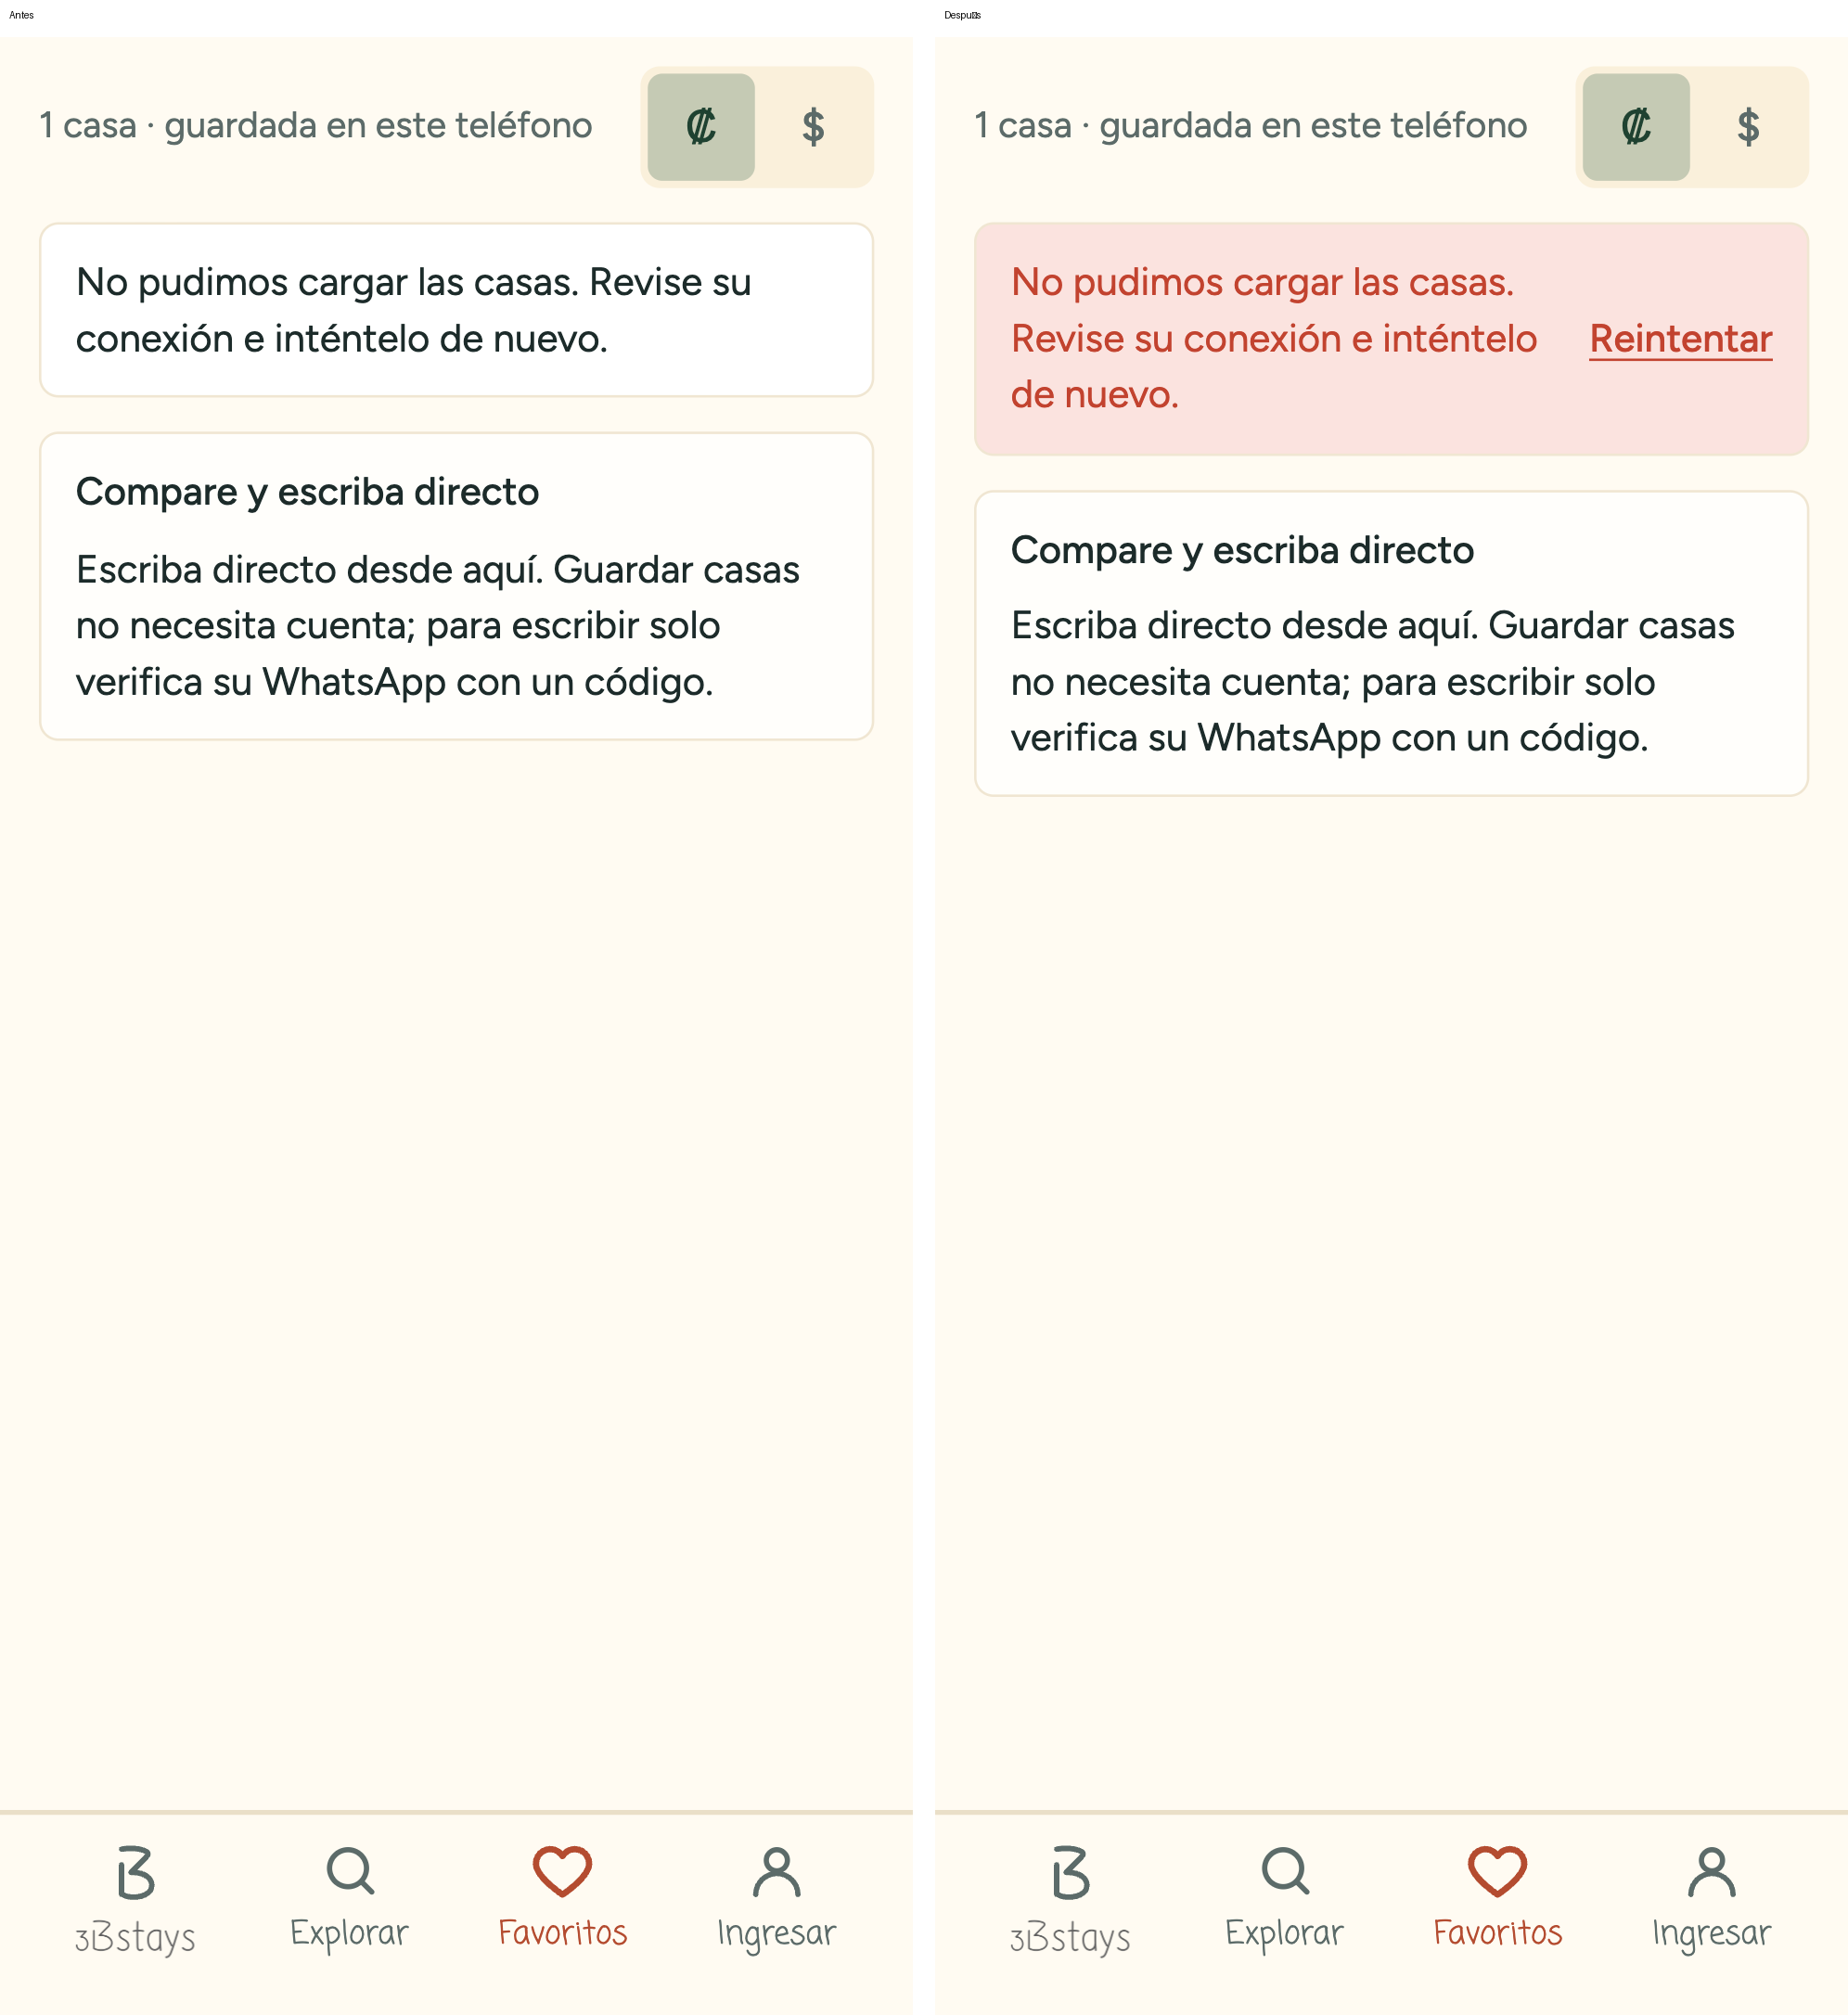 Antes
1 casa · guardada en este teléfono
₡
$
No pudimos cargar las casas. Revise su
conexión e inténtelo de nuevo.
Compare y escriba directo
Escriba directo desde aquí. Guardar casas
no necesita cuenta; para escribir solo
verifica su WhatsApp con un código.
3Bstays
Explorar
Favoritos
Ingresar
1 casa · guardada en este teléfono
₡
$
No pudimos cargar las casas.
Revise su conexión e inténtelo
de nuevo.
Reintentar
Compare y escriba directo
Escriba directo desde aquí. Guardar casas
no necesita cuenta; para escribir solo
verifica su WhatsApp con un código.
3Bstays
Explorar
Favoritos
Ingresar